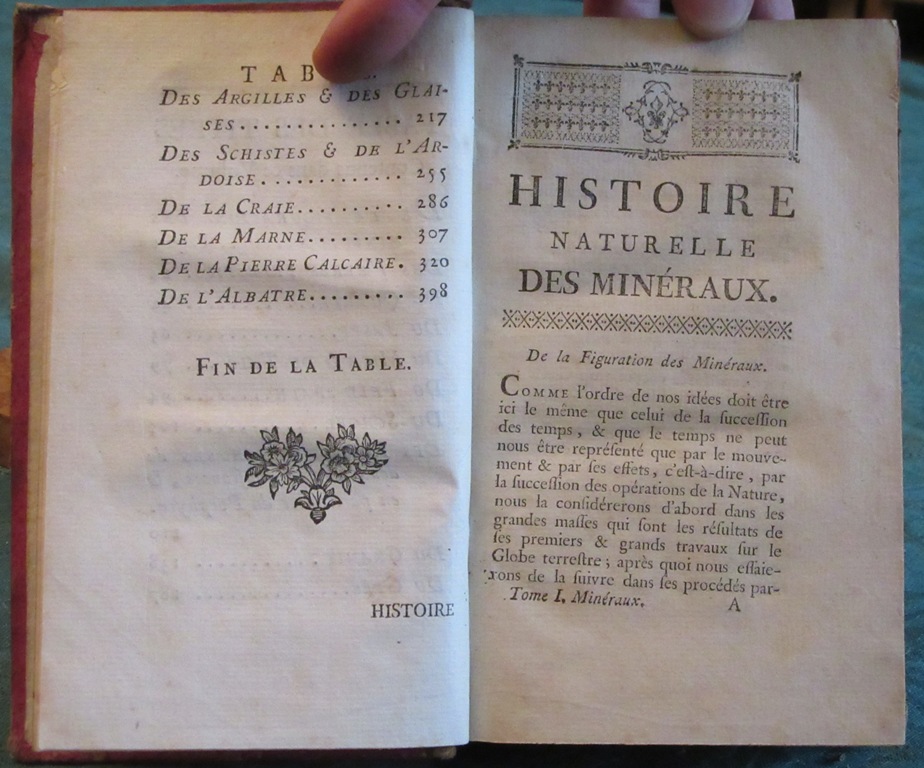 TAB
DES ARGILLES & DES GLAI-
SES............... 217
DES SCHISTES & DE L'AR-
DOISE............. 255
DE LA CRAIE.......... 286
DE LA MARNE......... 307
DE LA PIERRE CALCAIRE. 320
DE L'ALBATRE......... 398
FIN DE LA TABLE.
HISTOIRE
HISTOIRE
NATURELLE
DES MINÉRAUX.
De la Figuration des Minéraux.
COMME l'ordre de nos idées doit être
ici le même que celui de la ſucceſſion
des temps, & que le temps ne peut
nous être repréſenté que par le mouve-
ment & par ſes effets, c'eſt-à-dire, par
la ſucceſſion des opérations de la Nature,
nous la conſidérerons d'abord dans les
grandes maſſes qui ſont les réſultats de
ſes premiers & grands travaux ſur le
Globe terreſtre; après quoi nous eſſaie-
rons de la ſuivre dans ſes procédés par-
Tome I. Minéraux. A